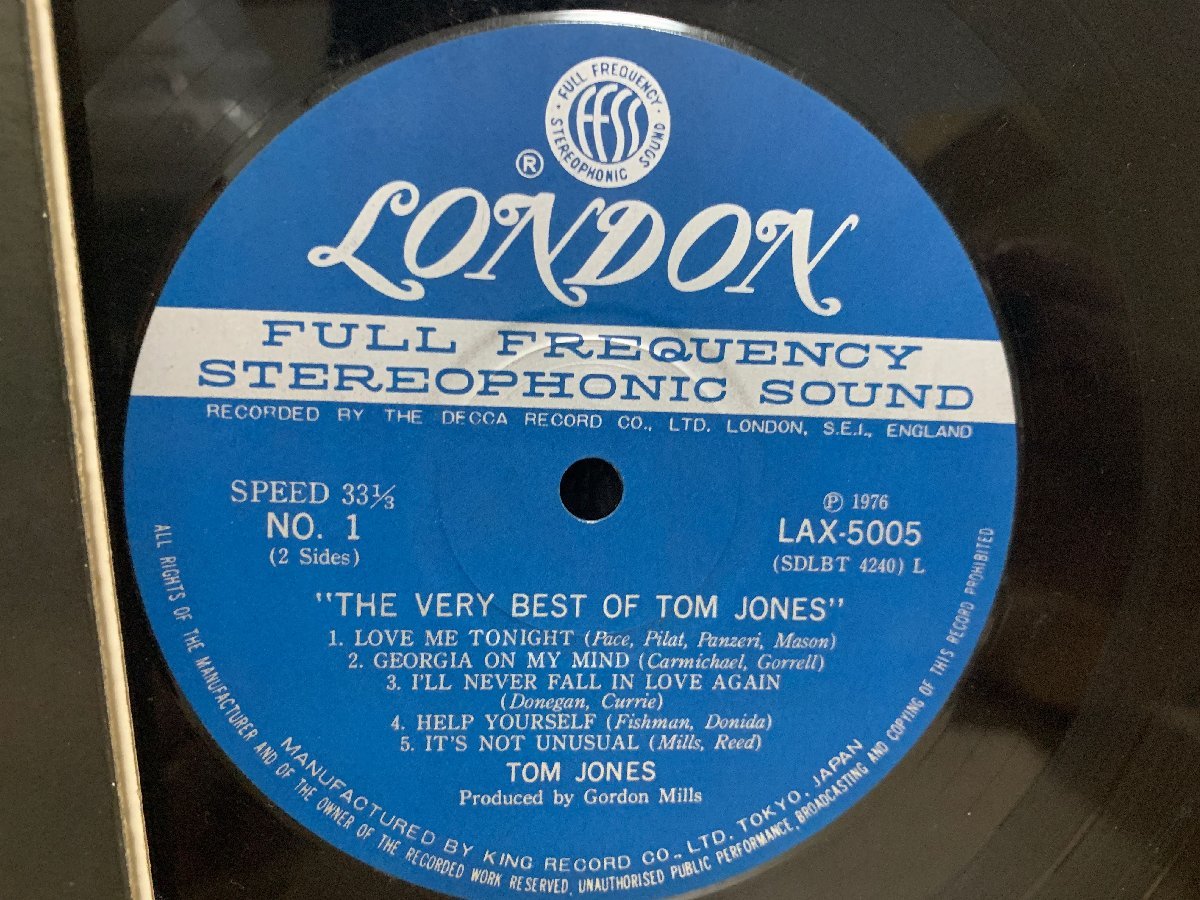 · FULL FREQUENCY ·
STEREOPHONIC SOUND
FFSS
®
LONDON
FULL FREQUENCY
STEREOPHONIC SOUND
RECORDED BY THE DECCA RECORD CO., LTD. LONDON, S.E.I., ENGLAND
SPEED 33⅓
NO. 1
(2 Sides)
℗ 1976
LAX-5005
(SDLBT 4240) L
"THE VERY BEST OF TOM JONES"
1. LOVE ME TONIGHT (Pace, Pilat, Panzeri, Mason)
2. GEORGIA ON MY MIND (Carmichael, Gorrell)
3. I'LL NEVER FALL IN LOVE AGAIN
(Donegan, Currie)
4. HELP YOURSELF (Fishman, Donida)
5. IT'S NOT UNUSUAL (Mills, Reed)
TOM JONES
Produced by Gordon Mills
MANUFACTURED BY KING RECORD CO., LTD. TOKYO, JAPAN
ALL RIGHTS OF THE MANUFACTURER AND OF THE OWNER OF THE RECORDED WORK RESERVED, UNAUTHORISED PUBLIC PERFORMANCE, BROADCASTING AND COPYING OF THIS RECORD PROHIBITED